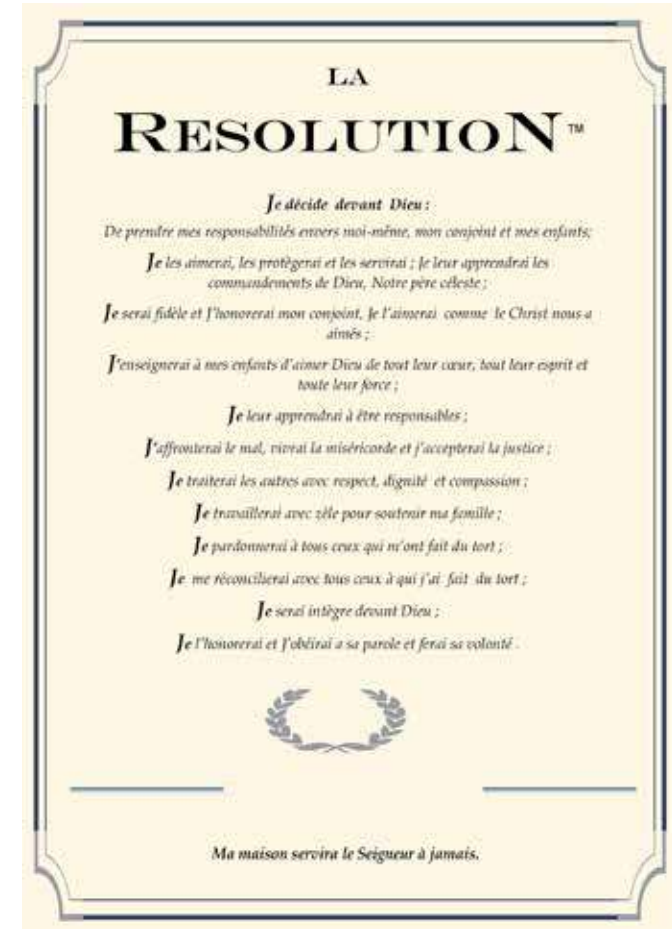 LA
RESOLUTION™
Je décide devant Dieu :
De prendre mes responsabilités envers moi-même, mon conjoint et mes enfants;
Je les aimerai, les protègerai et les servirai ; Je leur apprendrai les
commandements de Dieu, Notre père céleste ;
Je serai fidèle et J'honorerai mon conjoint, Je l'aimerai comme le Christ nous a
aimés ;
J'enseignerai à mes enfants d'aimer Dieu de tout leur cœur, tout leur esprit et
toute leur force ;
Je leur apprendrai à être responsables ;
J'affronterai le mal, vivrai la miséricorde et j'accepterai la justice ;
Je traiterai les autres avec respect, dignité et compassion ;
Je travaillerai avec zèle pour soutenir ma famille ;
Je pardonnerai à tous ceux qui m'ont fait du tort ;
Je me réconcilierai avec tous ceux à qui j'ai fait du tort ;
Je serai intègre devant Dieu ;
Je l'honorerai et J'obéirai a sa parole et ferai sa volonté .
Ma maison servira le Seigneur à jamais.